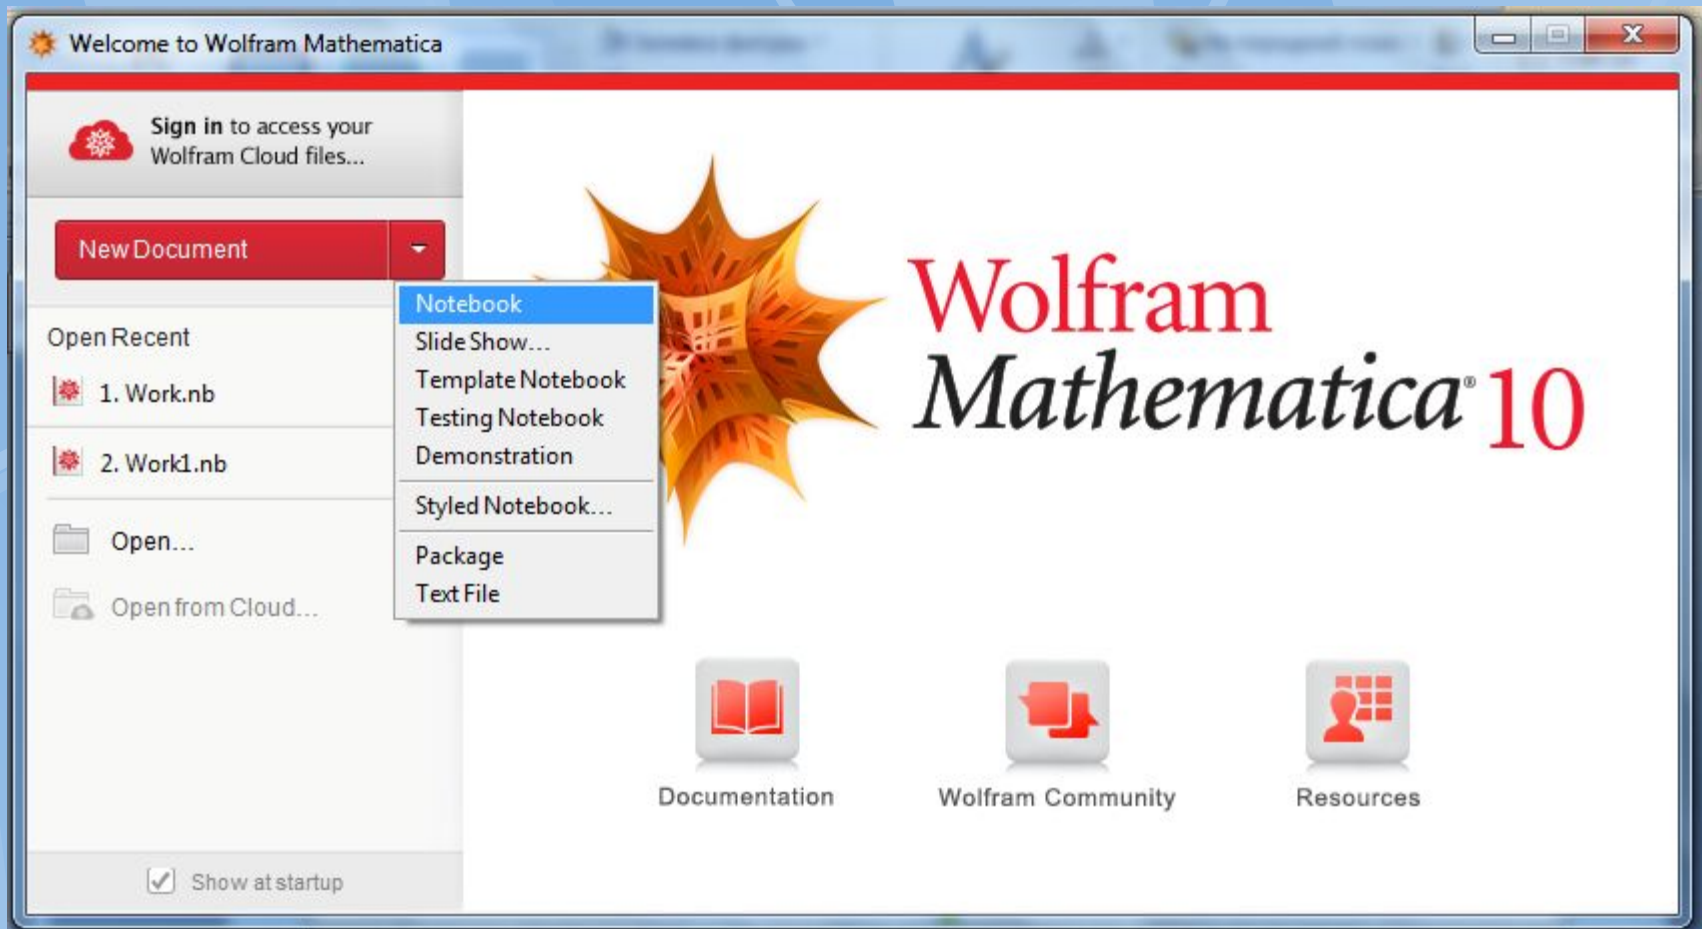 Welcome to Wolfram Mathematica
Sign in to access your
Wolfram Cloud files...
New Document
Notebook
Slide Show...
Template Notebook
Testing Notebook
Demonstration
Styled Notebook...
Package
Text File
Open Recent
1. Work.nb
2. Work1.nb
Open...
Open from Cloud...
Show at startup
Wolfram
Mathematica® 10
Documentation
Wolfram Community
Resources